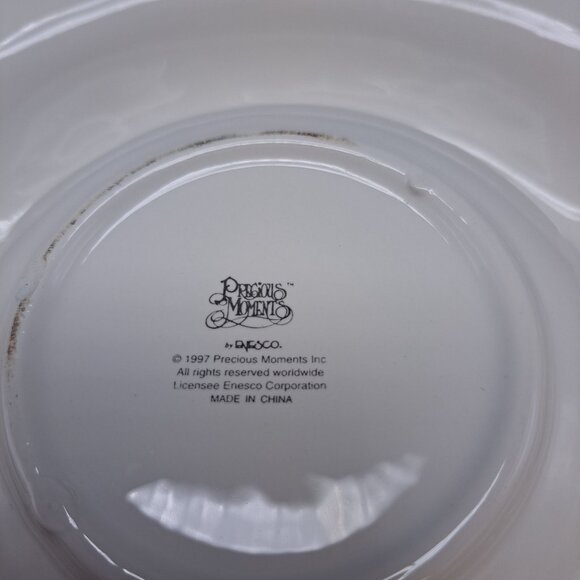 PRECIOUS™
MOMENTS
by ENESCO.
© 1997 Precious Moments Inc
All rights reserved worldwide
Licensee Enesco Corporation
MADE IN CHINA